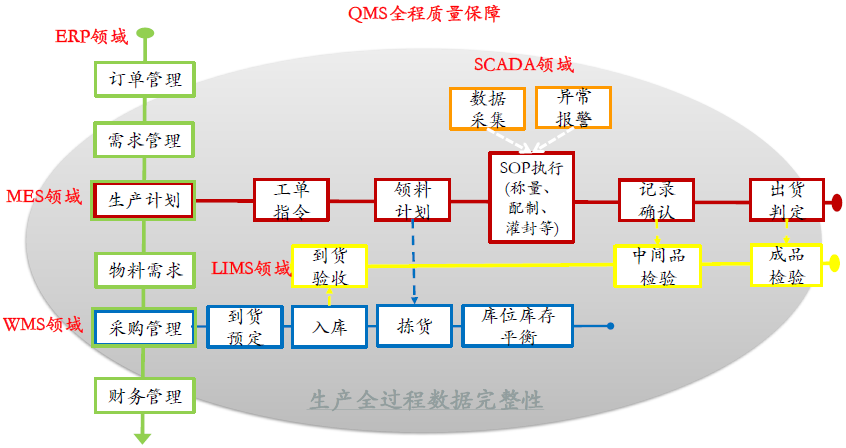 QMS全程质量保障
ERP领域
订单管理
SCADA领域
数据
采集
异常
报警
需求管理
MES领域
生产计划
工单
指令
领料
计划
SOP执行
(称量、
配制、
灌封等)
记录
确认
出货
判定
物料需求
LIMS领域
到货
验收
中间品
检验
成品
检验
WMS领域
采购管理
到货
预定
入库
拣货
库位库存
平衡
财务管理
生产全过程数据完整性